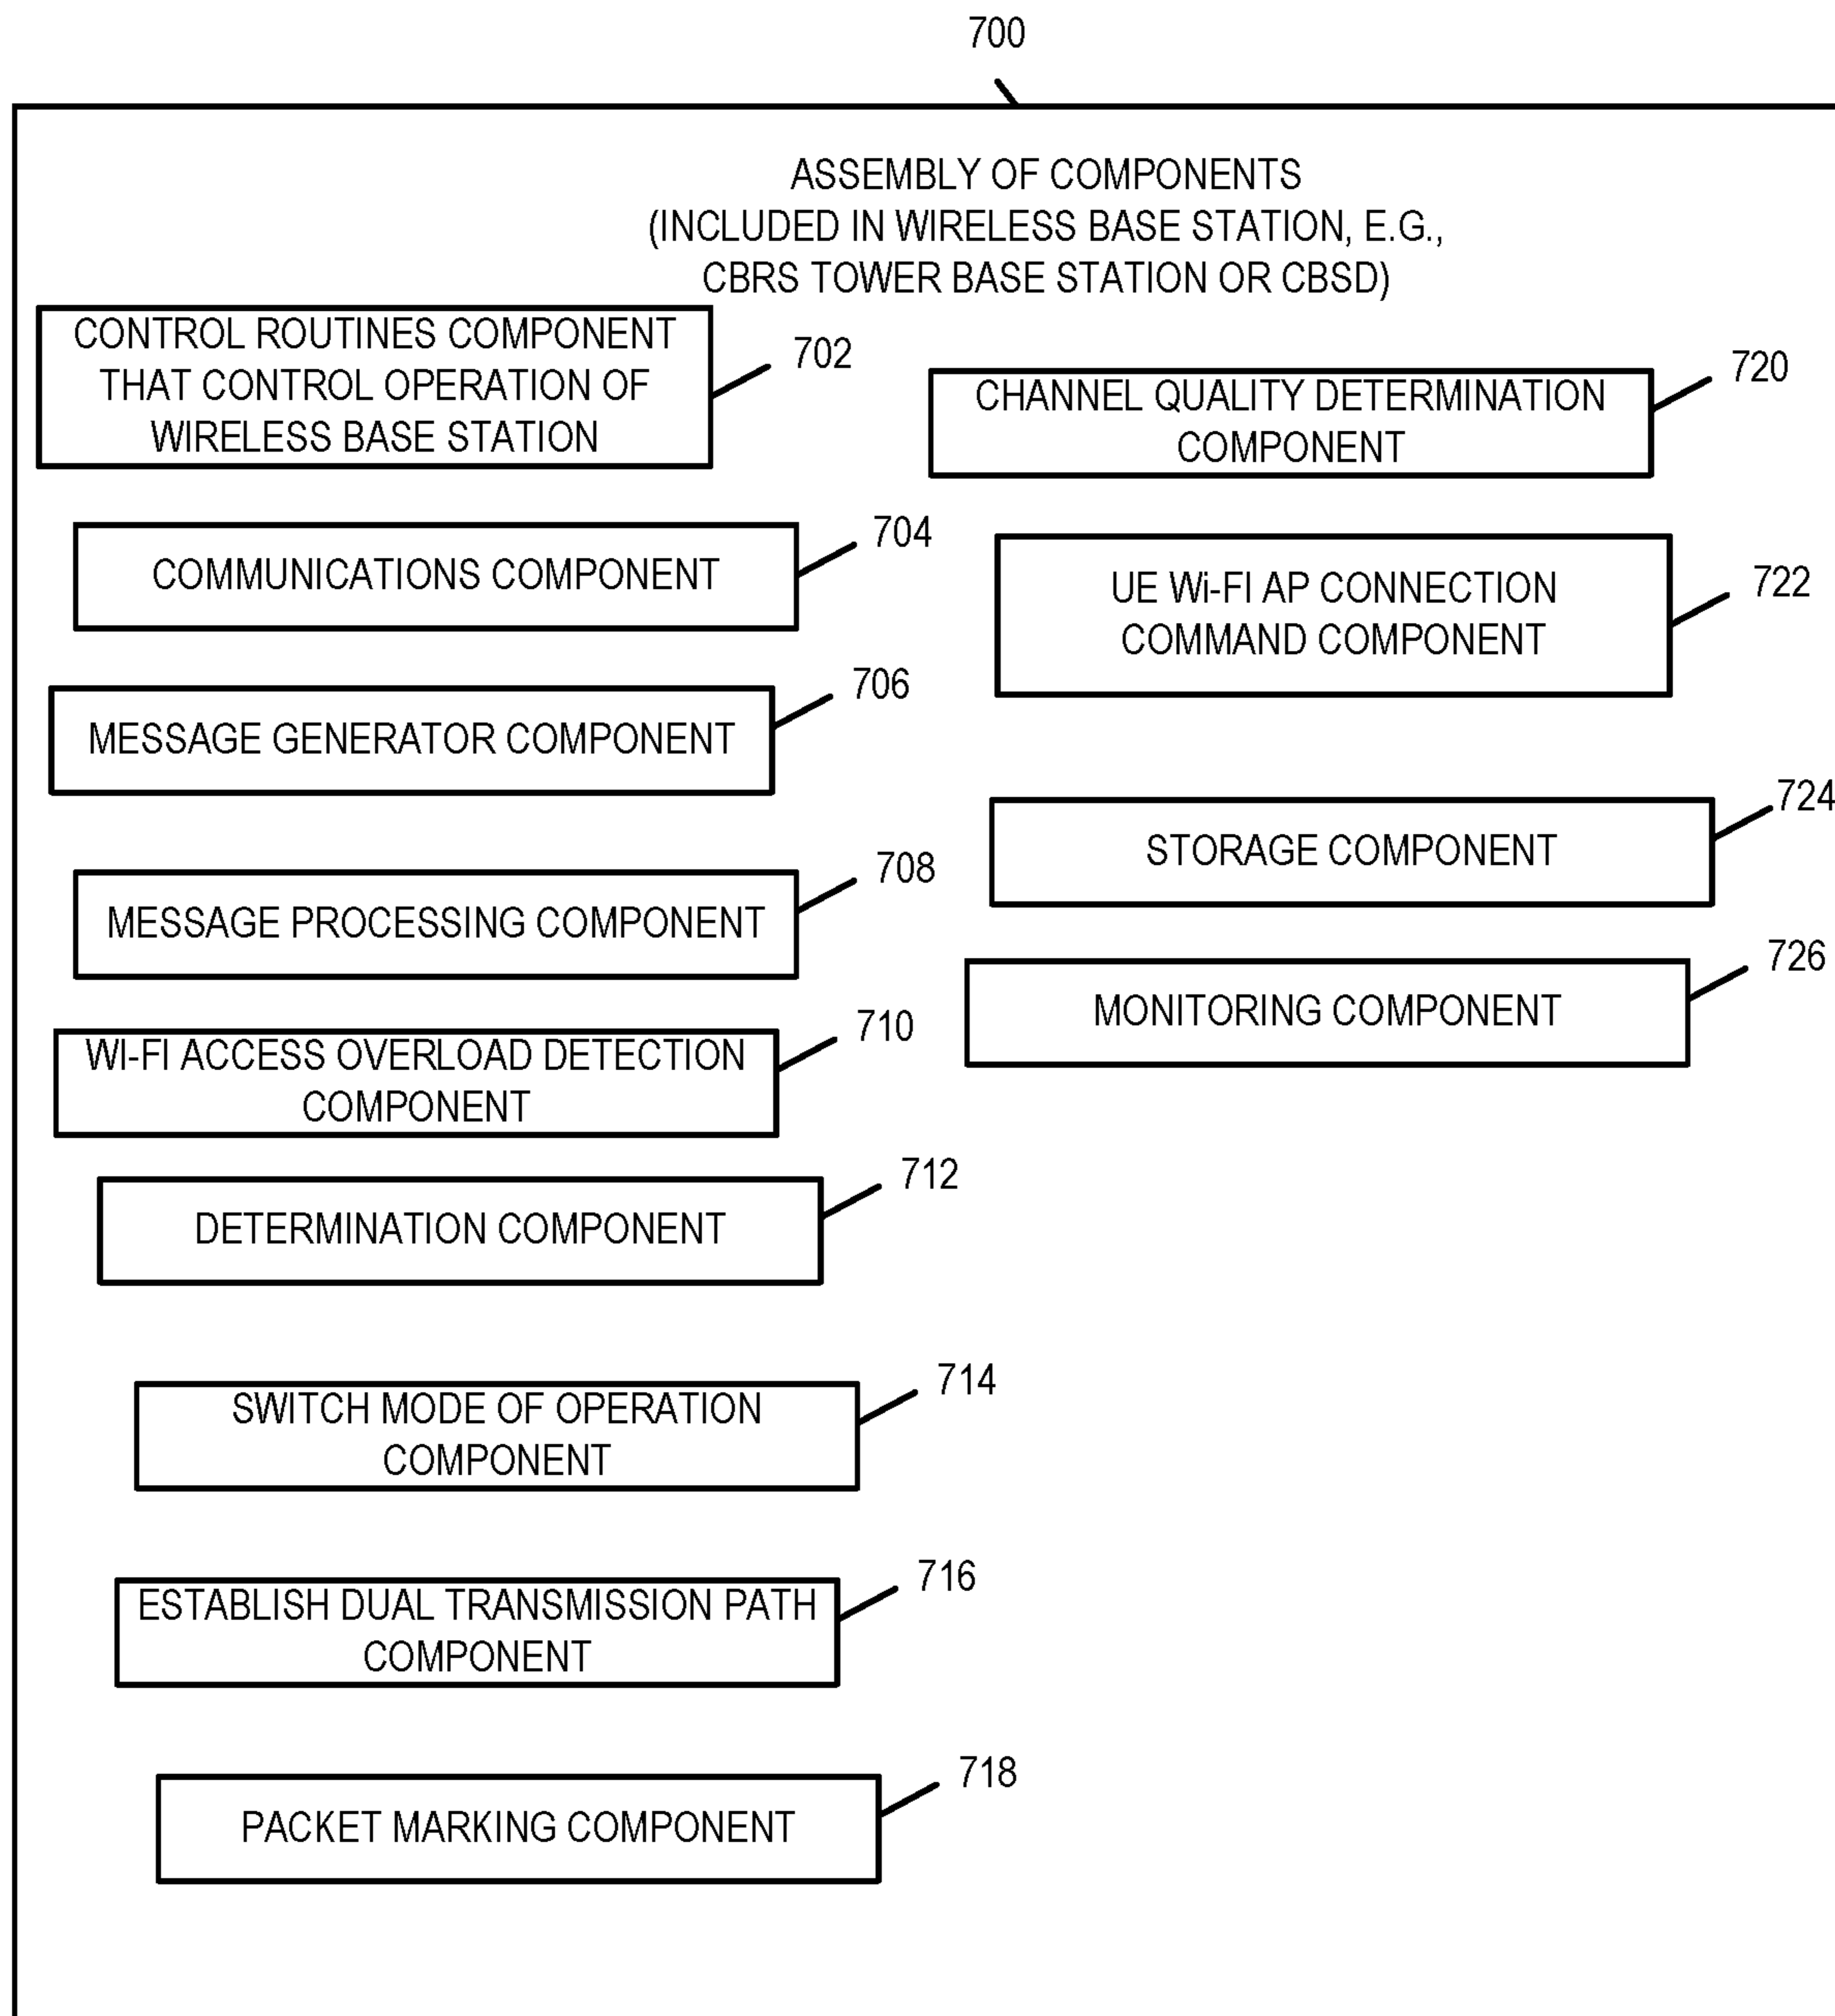 700
ASSEMBLY OF COMPONENTS
(INCLUDED IN WIRELESS BASE STATION, E.G.,
CBRS TOWER BASE STATION OR CBSD)
CONTROL ROUTINES COMPONENT
THAT CONTROL OPERATION OF
WIRELESS BASE STATION
702
COMMUNICATIONS COMPONENT
704
MESSAGE GENERATOR COMPONENT
706
MESSAGE PROCESSING COMPONENT
708
WI-FI ACCESS OVERLOAD DETECTION
COMPONENT
710
DETERMINATION COMPONENT
712
SWITCH MODE OF OPERATION
COMPONENT
714
ESTABLISH DUAL TRANSMISSION PATH
COMPONENT
716
PACKET MARKING COMPONENT
718
CHANNEL QUALITY DETERMINATION
COMPONENT
720
UE Wi-FI AP CONNECTION
COMMAND COMPONENT
722
STORAGE COMPONENT
724
MONITORING COMPONENT
726